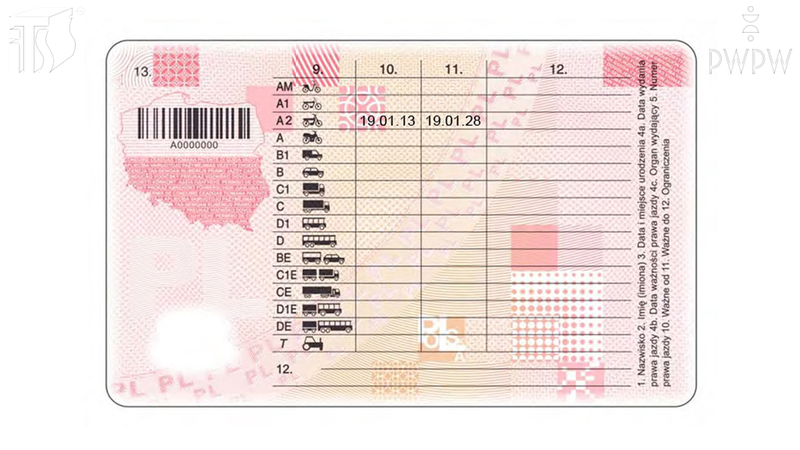 PWPW
13.
9. 10. 11. 12.
AM
A1
A2 19.01.13 19.01.28
A
B1
B
C1
C
D1
D
BE
C1E
CE
D1E
DE
T
12.
A0000000
1. Nazwisko 2. Imię (imiona) 3. Data i miejsce urodzenia 4a. Data wydania
prawa jazdy 4b. Data ważności prawa jazdy 4c. Organ wydający 5. Numer
prawa jazdy 10. Ważne od 11. Ważne do 12. Ograniczenia
PL PL PL PL PL
POLSKA